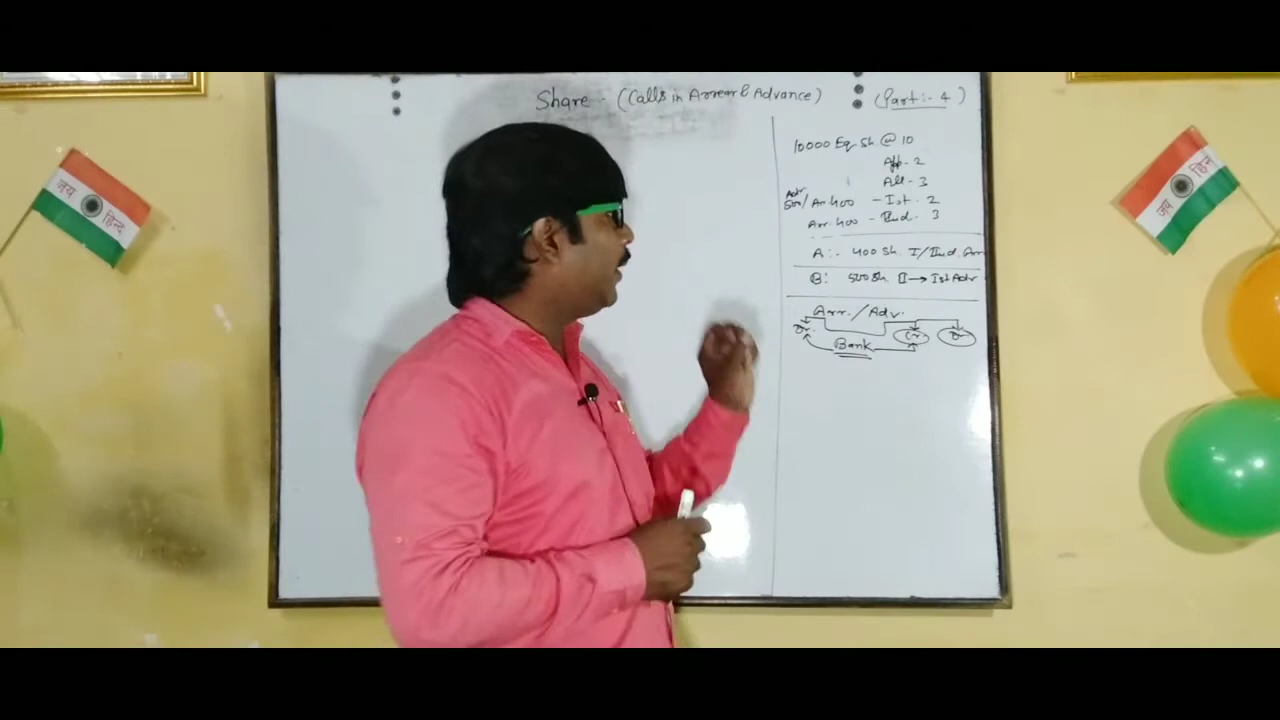 Share - (Calls in Arrear & Advance)
(Part:- 4)
10000 Eq. Sh. @ 10
App - 2
All - 3
Adv.
500/ Arr 400 - Ist. 2
Arr. 400 - IInd. 3
A:- 400 Sh. I/IInd. Arr
B: 500 Sh. II → Ist Adv
Arr. / Adv.
Dr. Cr. Dr
Bank
जय हिन्द
जय हिन्द